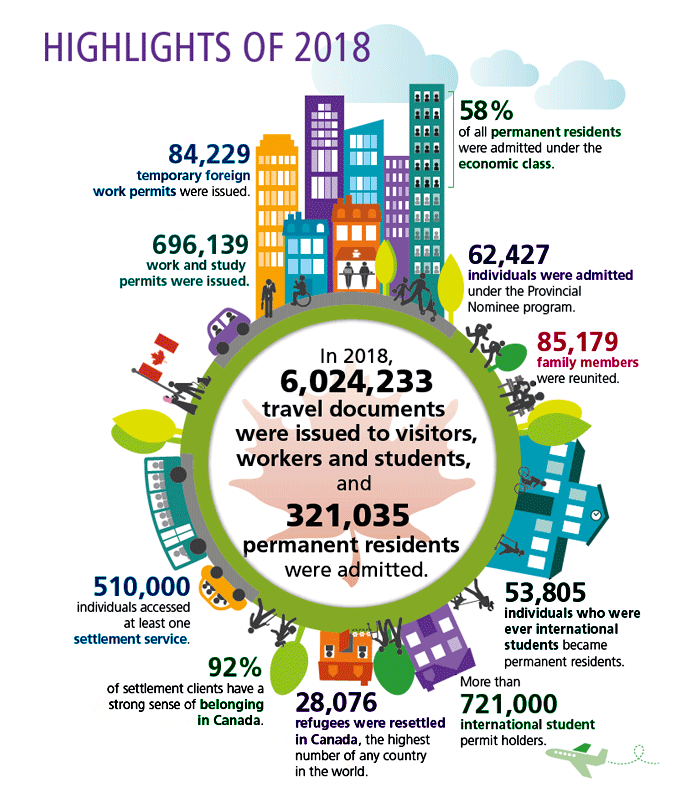 HIGHLIGHTS OF 2018
58%
of all permanent residents
were admitted under the
economic class.
84,229
temporary foreign
work permits were issued.
696,139
work and study
permits were issued.
62,427
individuals were admitted
under the Provincial
Nominee program.
85,179
family members
were reunited.
In 2018,
6,024,233
travel documents
were issued to visitors,
workers and students,
and
321,035
permanent residents
were admitted.
510,000
individuals accessed
at least one
settlement service.
53,805
individuals who were
ever international
students became
permanent residents.
92%
of settlement clients have a
strong sense of belonging
in Canada.
28,076
refugees were resettled
in Canada, the highest
number of any country
in the world.
More than
721,000
international student
permit holders.